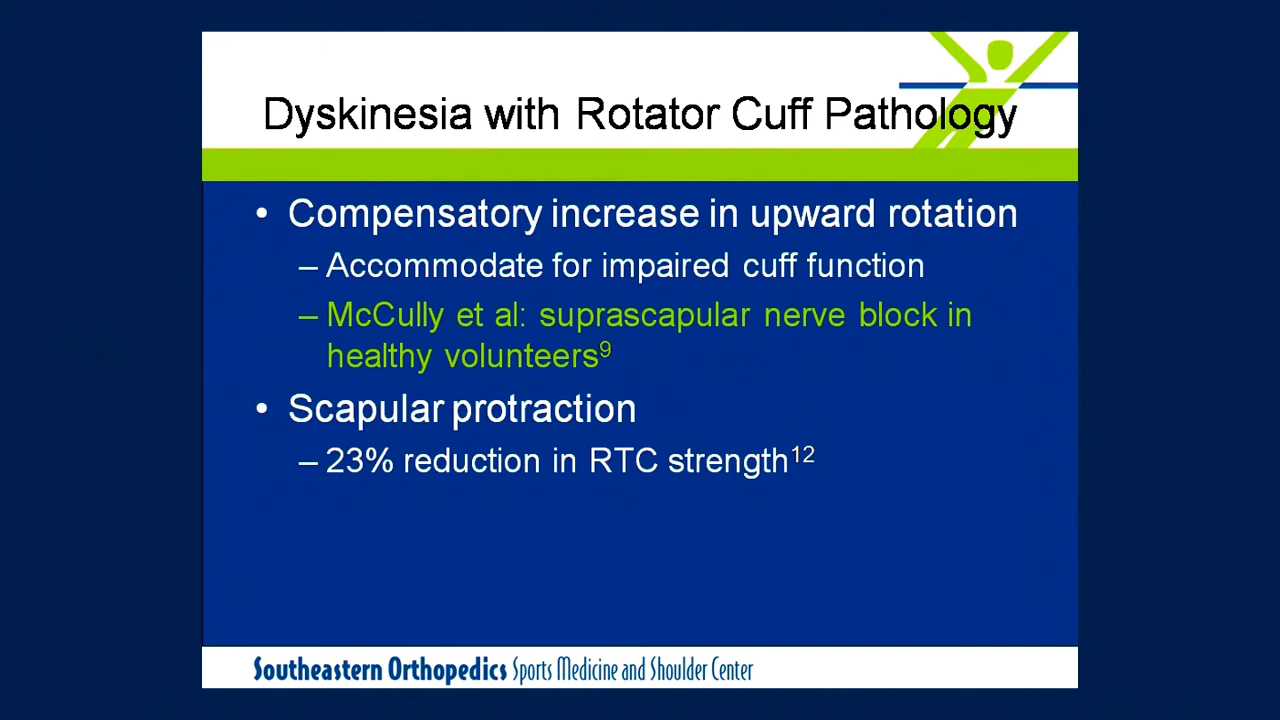 Dyskinesia with Rotator Cuff Pathology
• Compensatory increase in upward rotation
– Accommodate for impaired cuff function
– McCully et al: suprascapular nerve block in
healthy volunteers⁹
• Scapular protraction
– 23% reduction in RTC strength¹²
Southeastern Orthopedics Sports Medicine and Shoulder Center